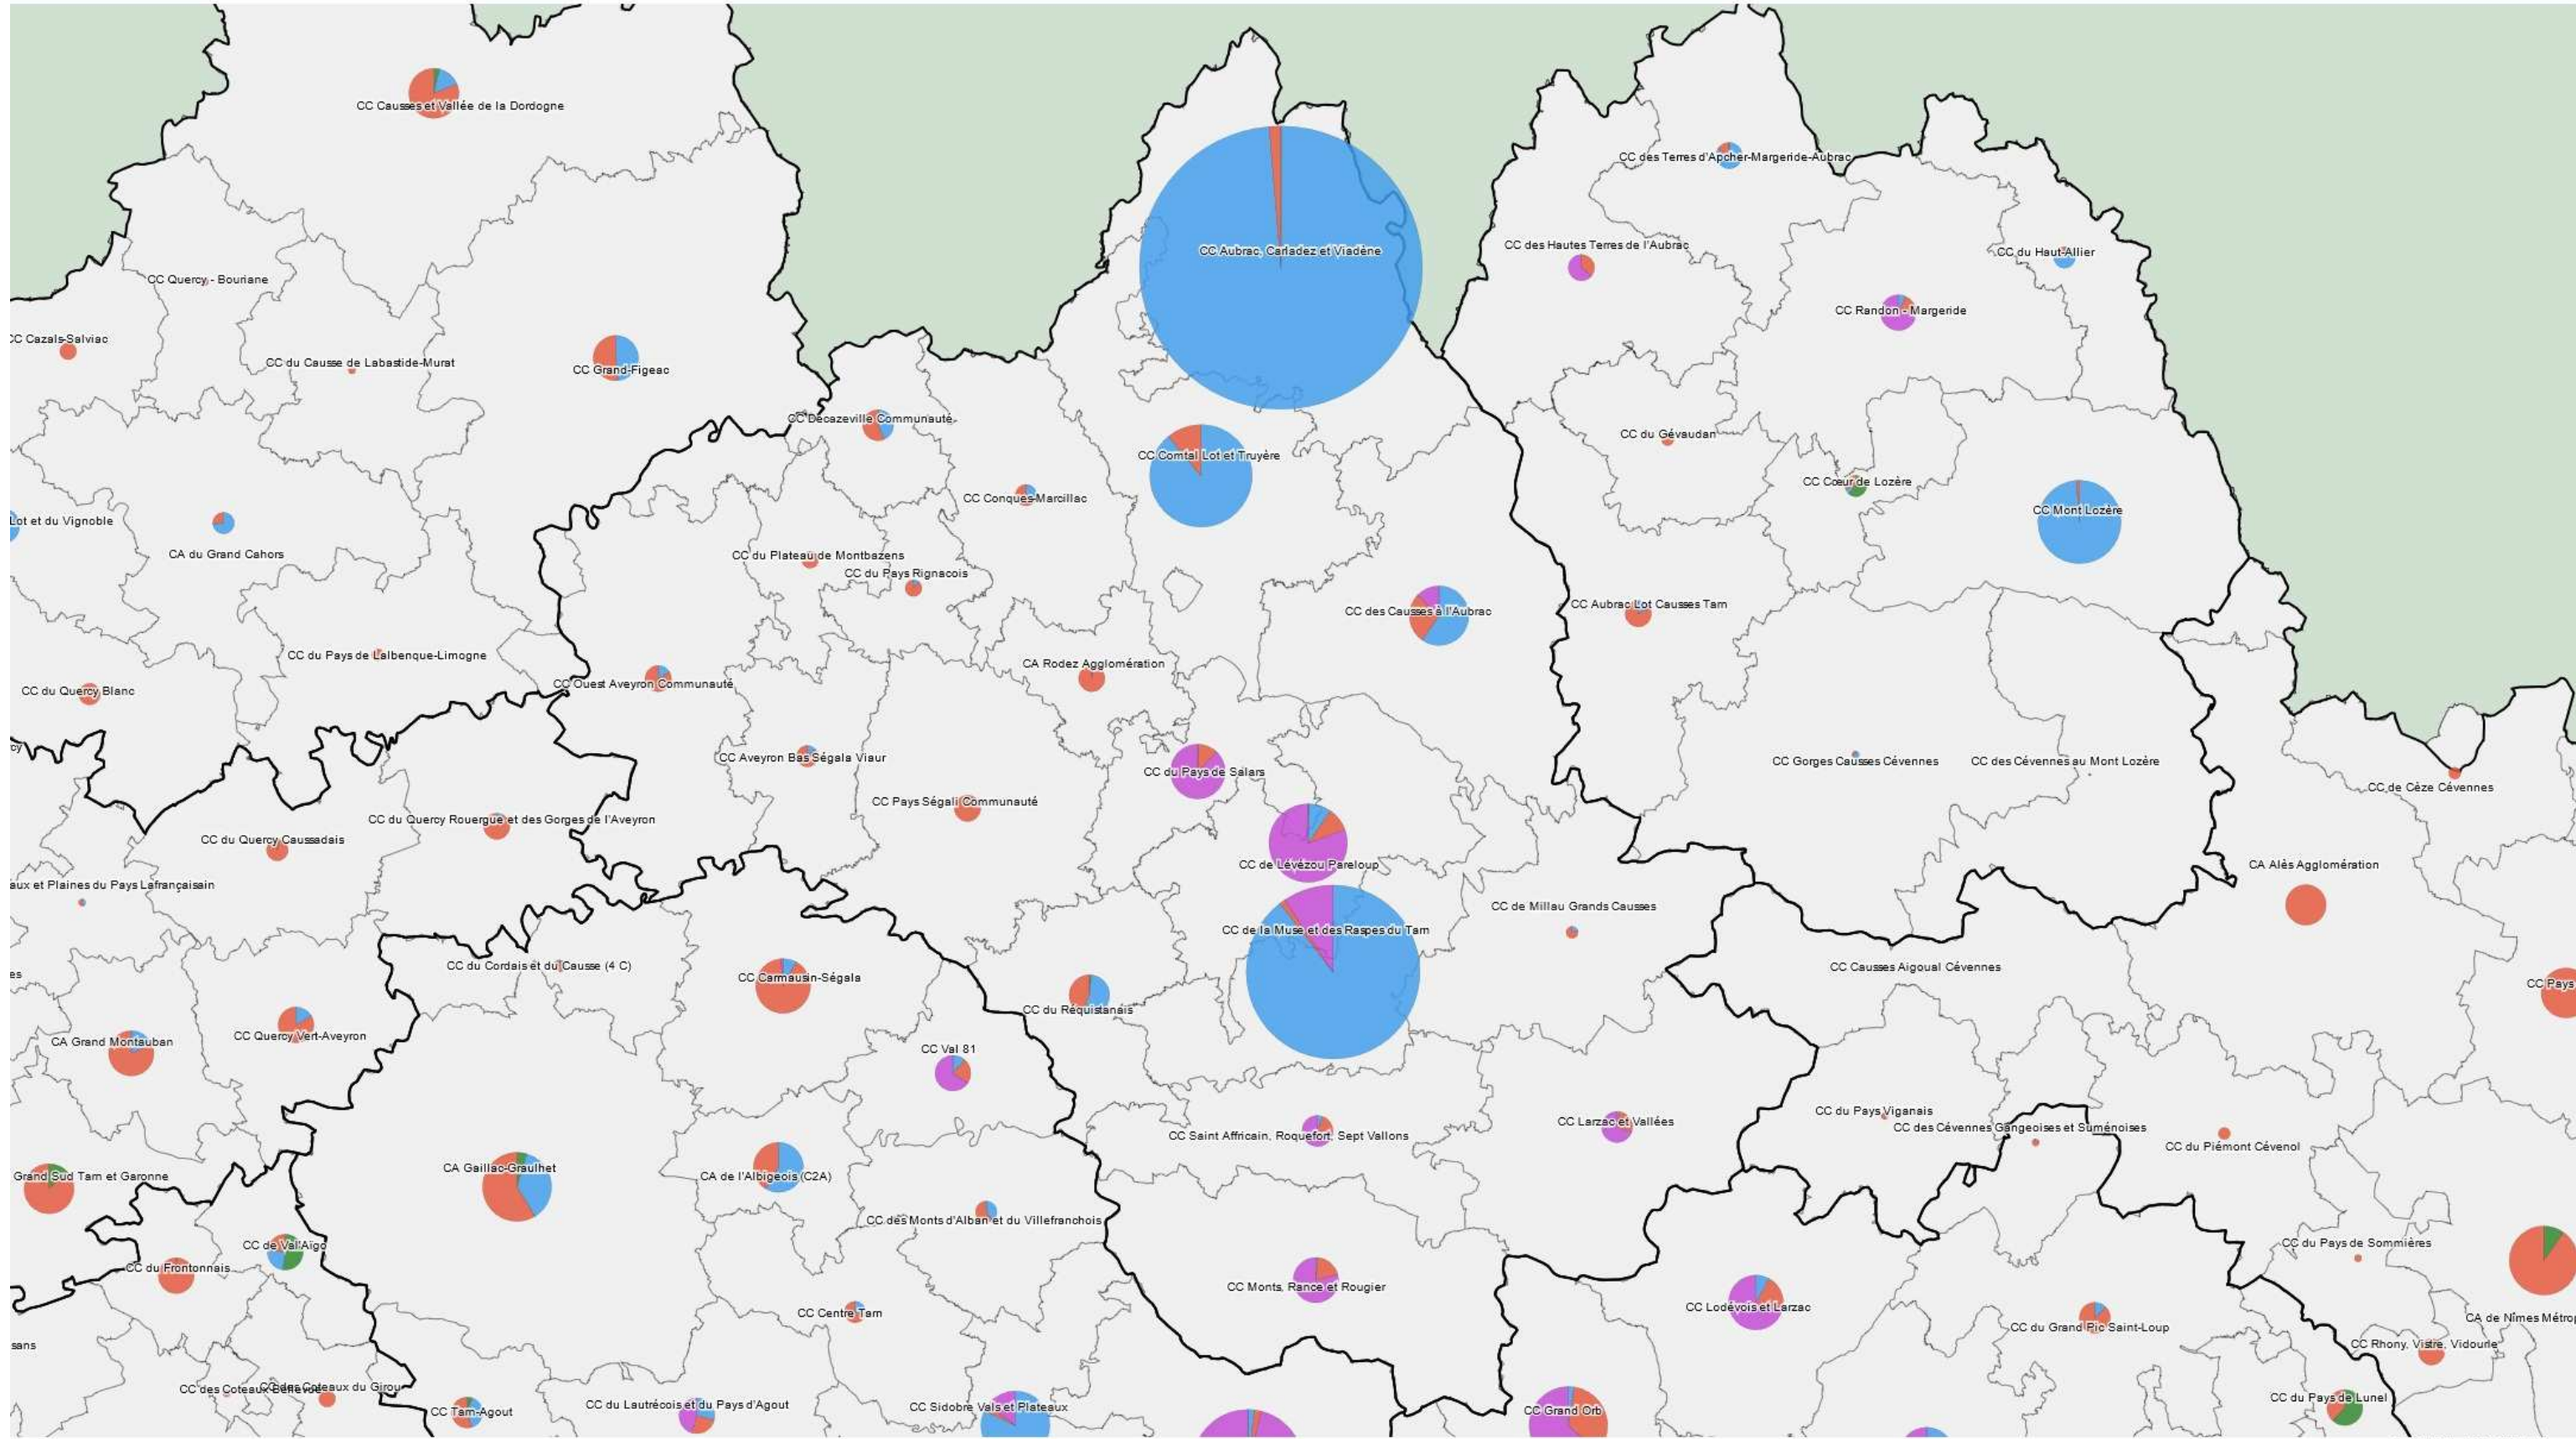 CC Causses et Vallée de la Dordogne
CC des Terres d'Apcher-Margeride-Aubrac
CC des Hautes Terres de l'Aubrac
CC Aubrac, Carladez et Viadène
CC du Haut-Allier
CC Quercy - Bouriane
CC Randon - Margeride
CC Cazals-Salviac
CC du Causse de Labastide-Murat
CC Grand-Figeac
CC Decazeville Communauté
CC du Gévaudan
CC Comtal Lot et Truyère
CC Cœur de Lozère
CC Conques-Marcillac
CC Mont Lozère
Lot et du Vignoble
CA du Grand Cahors
CC du Plateau de Montbazens
CC du Pays Rignacois
CC des Causses à l'Aubrac
CC Aubrac Lot Causses Tarn
CC du Pays de Lalbenque-Limogne
CA Rodez Agglomération
CC Ouest Aveyron Communauté
CC du Quercy Blanc
cy
CC Aveyron Bas Ségala Viaur
CC Gorges Causses Cévennes
CC des Cévennes au Mont Lozère
CC du Pays de Salars
CC de Cèze Cévennes
CC Pays Ségali Communauté
CC du Quercy Rouergue et des Gorges de l'Aveyron
CC du Quercy Caussadais
CC de Lévézou Pareloup
CA Alès Agglomération
aux et Plaines du Pays Lafrançaisain
CC de Millau Grands Causses
CC de la Muse et des Raspes du Tarn
CC du Cordais et du Causse (4 C)
CC Causses Aigoual Cévennes
es
CC Carmausin-Ségala
CC Pays
CC du Réquistanais
CC Quercy Vert-Aveyron
CA Grand Montauban
CC Val 81
CC du Pays Viganais
CC Larzac et Vallées
CC des Cévennes Gangeoises et Suménoises
CC Saint Affricain, Roquefort, Sept Vallons
CC du Piémont Cévenol
CA Gaillac-Graulhet
Grand Sud Tarn et Garonne
CA de l'Albigeois (C2A)
CC des Monts d'Alban et du Villefranchois
CC de Val'Aïgo
CC du Pays de Sommières
CC du Frontonnais
CC Monts, Rance et Rougier
CC Lodévois et Larzac
CC Centre Tarn
CA de Nîmes Métrop
CC du Grand Pic Saint-Loup
sans
CC Rhony, Vistre, Vidourle
CC des Coteaux Bellevue
CC des Coteaux du Girou
CC du Pays de Lunel
CC du Lautrécois et du Pays d'Agout
CC Sidobre Vals et Plateaux
CC Tarn-Agout
CC Grand Orb